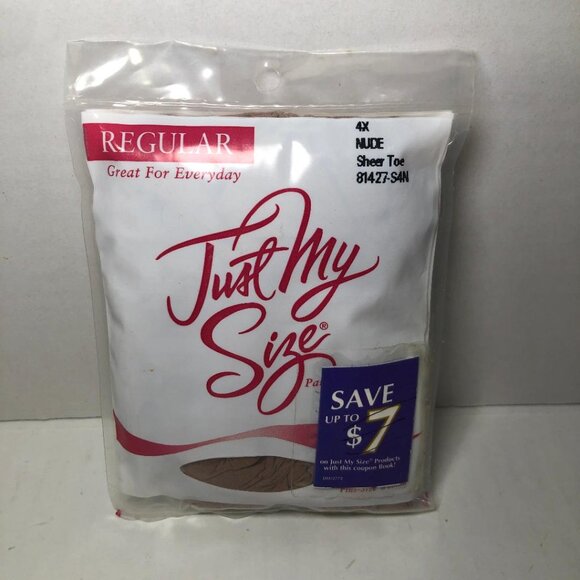 REGULAR
Great For Everyday
4X
NUDE
Sheer Toe
81427-S4N
Just My
Size®
SAVE
UP TO
$7
on Just My Size® Products
with this coupon Book!